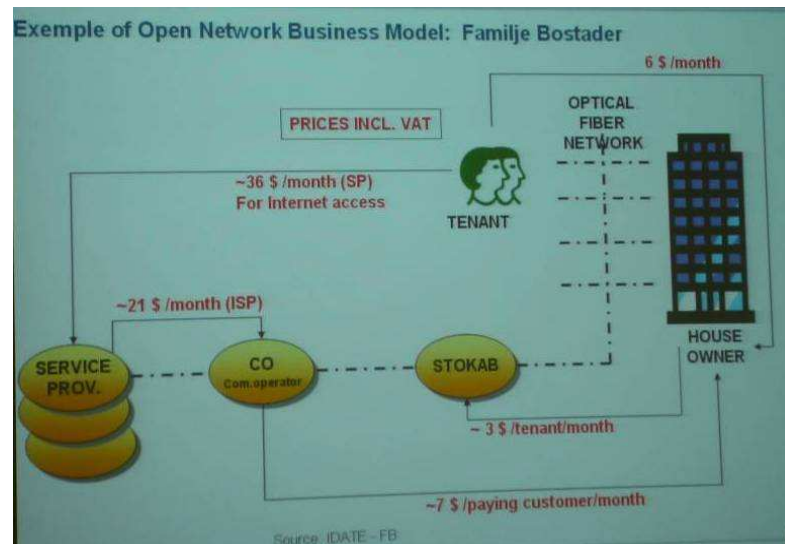 Exemple of Open Network Business Model: Familje Bostader
6 $ /month
OPTICAL
FIBER
NETWORK
PRICES INCL. VAT
~36 $ /month (SP)
For Internet access
TENANT
~21 $ /month (ISP)
SERVICE
PROV.
CO
Com.operator
STOKAB
HOUSE
OWNER
~ 3 $ /tenant/month
~7 $ /paying customer/month
Source IDATE - FB